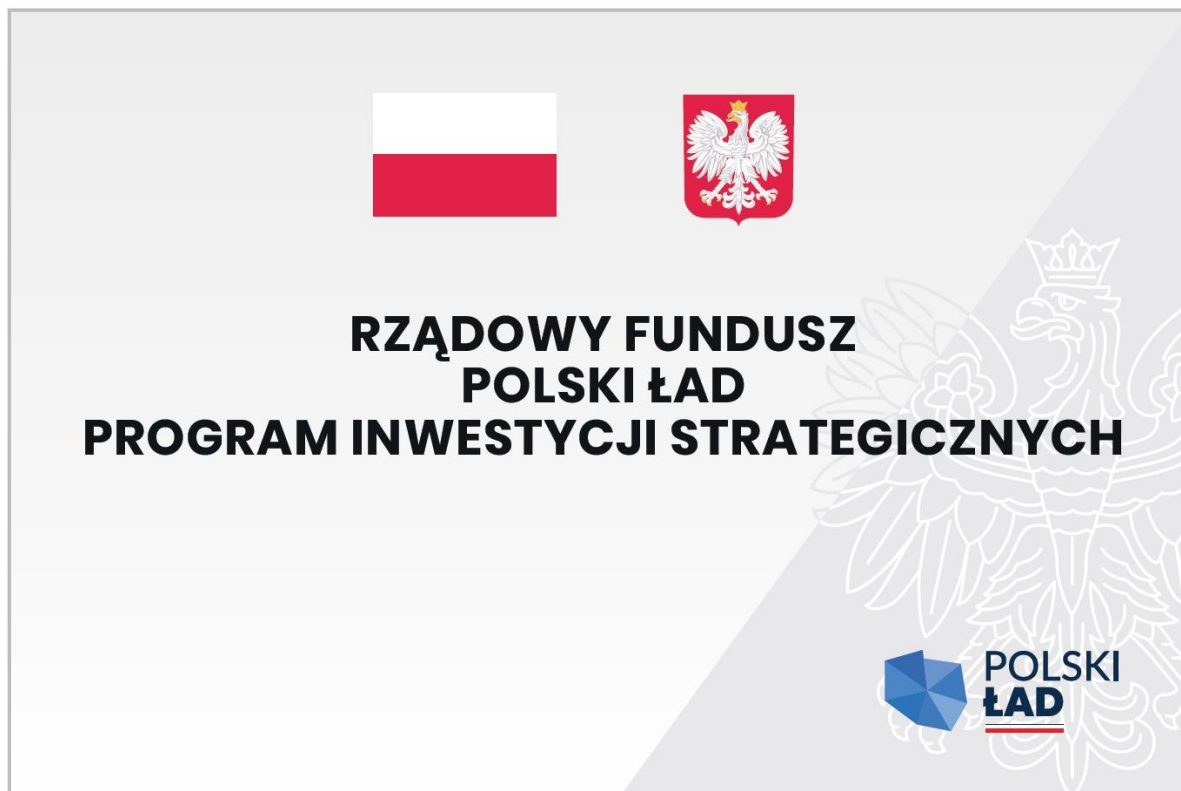 RZĄDOWY FUNDUSZ
POLSKI ŁAD
PROGRAM INWESTYCJI STRATEGICZNYCH
POLSKI
ŁAD